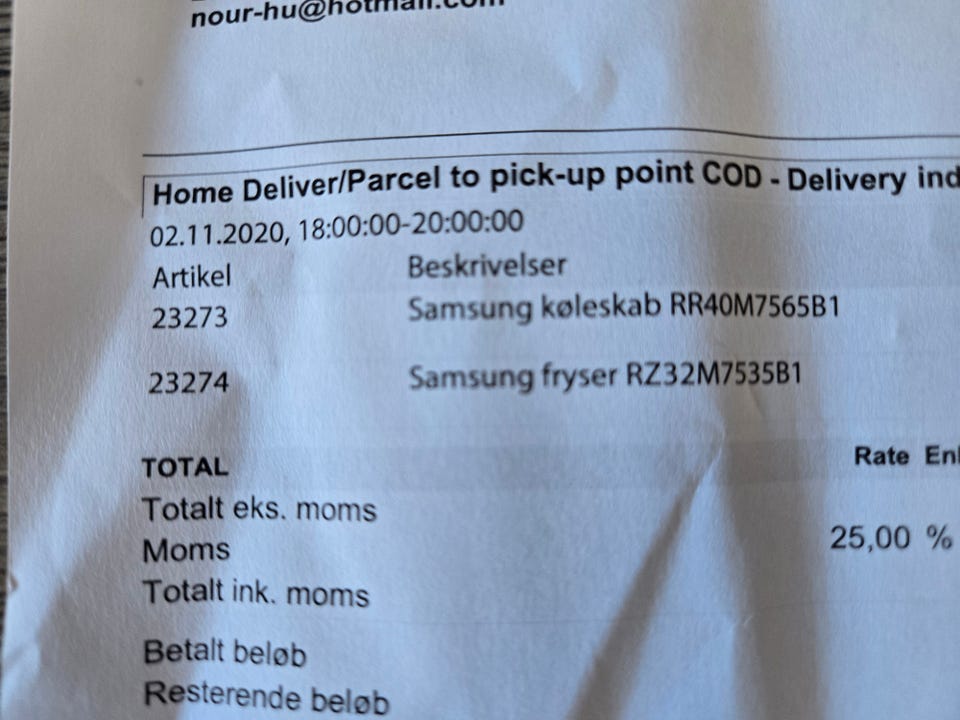 nour-hu@hotmail.com
Home Deliver/Parcel to pick-up point COD - Delivery ind
02.11.2020, 18:00:00-20:00:00
Artikel Beskrivelser
23273 Samsung køleskab RR40M7565B1
23274 Samsung fryser RZ32M7535B1
TOTAL Rate Enl
Totalt eks. moms
Moms 25,00 %
Totalt ink. moms
Betalt beløb
Resterende beløb